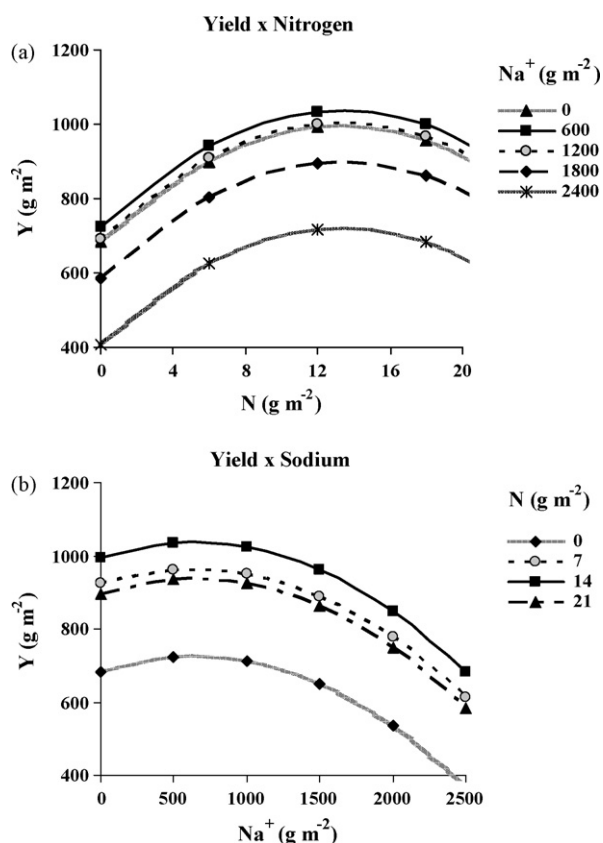 Yield x Nitrogen
(a)
Na⁺ (g m⁻²)
0
600
1200
1800
2400
Y (g m⁻²)
1200
1000
800
600
400
0 4 8 12 16 20
N (g m⁻²)
Yield x Sodium
(b)
N (g m⁻²)
0
7
14
21
Y (g m⁻²)
1200
1000
800
600
400
0 500 1000 1500 2000 2500
Na⁺ (g m⁻²)